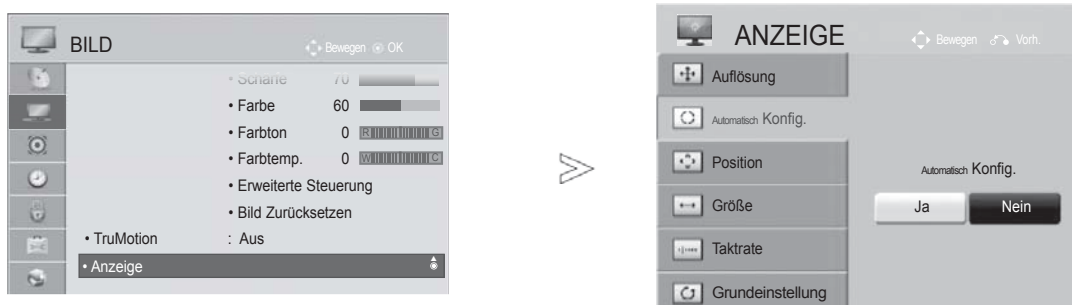 BILD
Bewegen OK
• Schärfe 70
• Farbe 60
• Farbton 0 R G
• Farbtemp. 0 W C
• Erweiterte Steuerung
• Bild Zurücksetzen
• TruMotion : Aus
• Anzeige
ANZEIGE
Bewegen Vorh.
Auflösung
Automatisch Konfig.
Position
Größe
Taktrate
Grundeinstellung
Automatisch Konfig.
Ja Nein